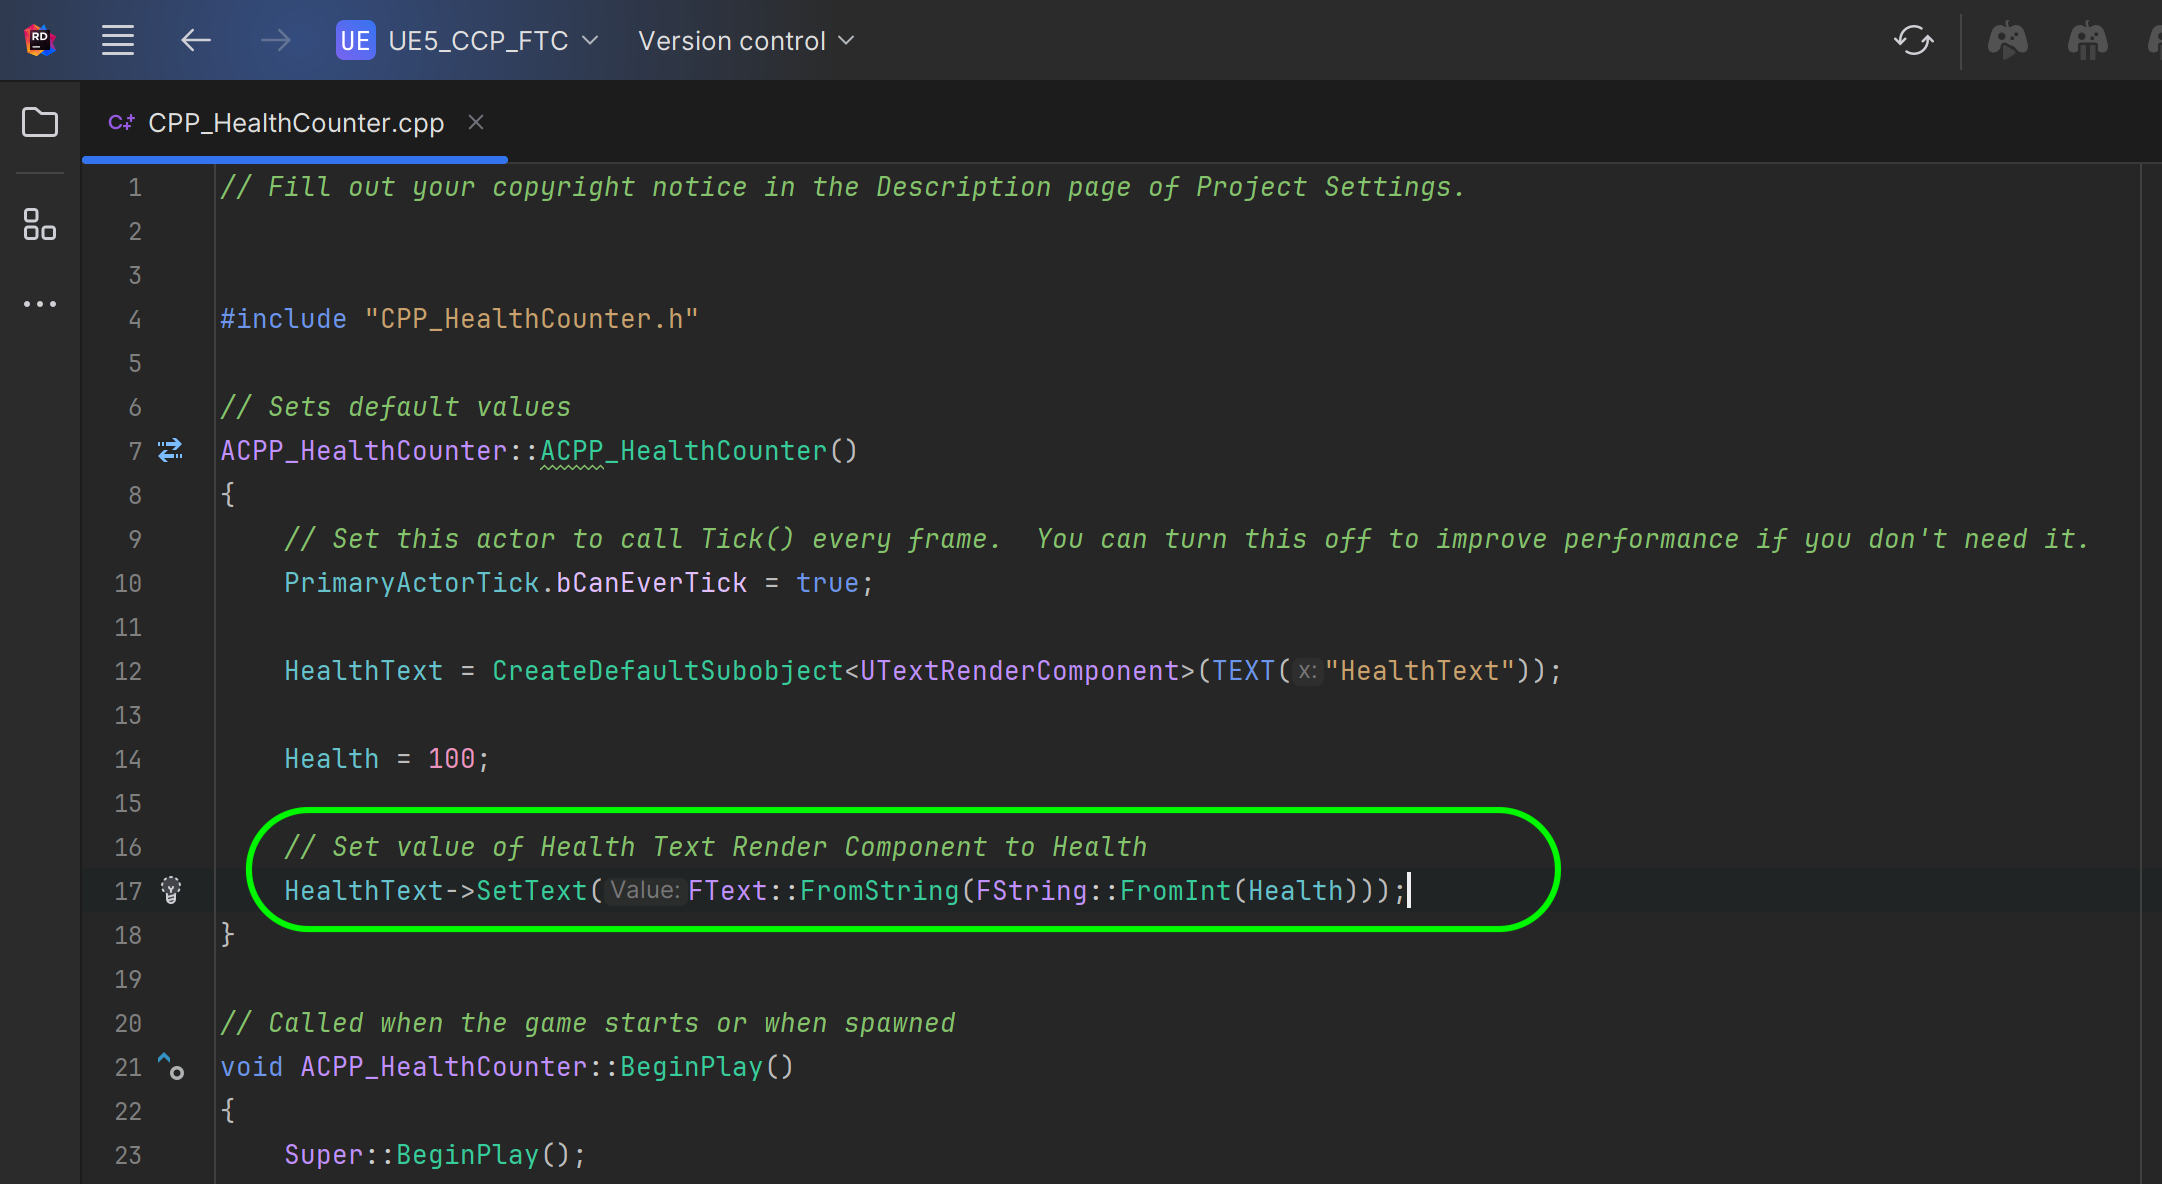 RD
UE UE5_CCP_FTC Version control
C++ CPP_HealthCounter.cpp
1 // Fill out your copyright notice in the Description page of Project Settings.
2
3
4 #include "CPP_HealthCounter.h"
5
6 // Sets default values
7 ACPP_HealthCounter::ACPP_HealthCounter()
8 {
9 // Set this actor to call Tick() every frame.  You can turn this off to improve performance if you don't need it.
10 PrimaryActorTick.bCanEverTick = true;
11
12 HealthText = CreateDefaultSubobject<UTextRenderComponent>(TEXT(x:"HealthText"));
13
14 Health = 100;
15
16 // Set value of Health Text Render Component to Health
17 HealthText->SetText(Value:FText::FromString(FString::FromInt(Health)));
18 }
19
20 // Called when the game starts or when spawned
21 void ACPP_HealthCounter::BeginPlay()
22 {
23 Super::BeginPlay();